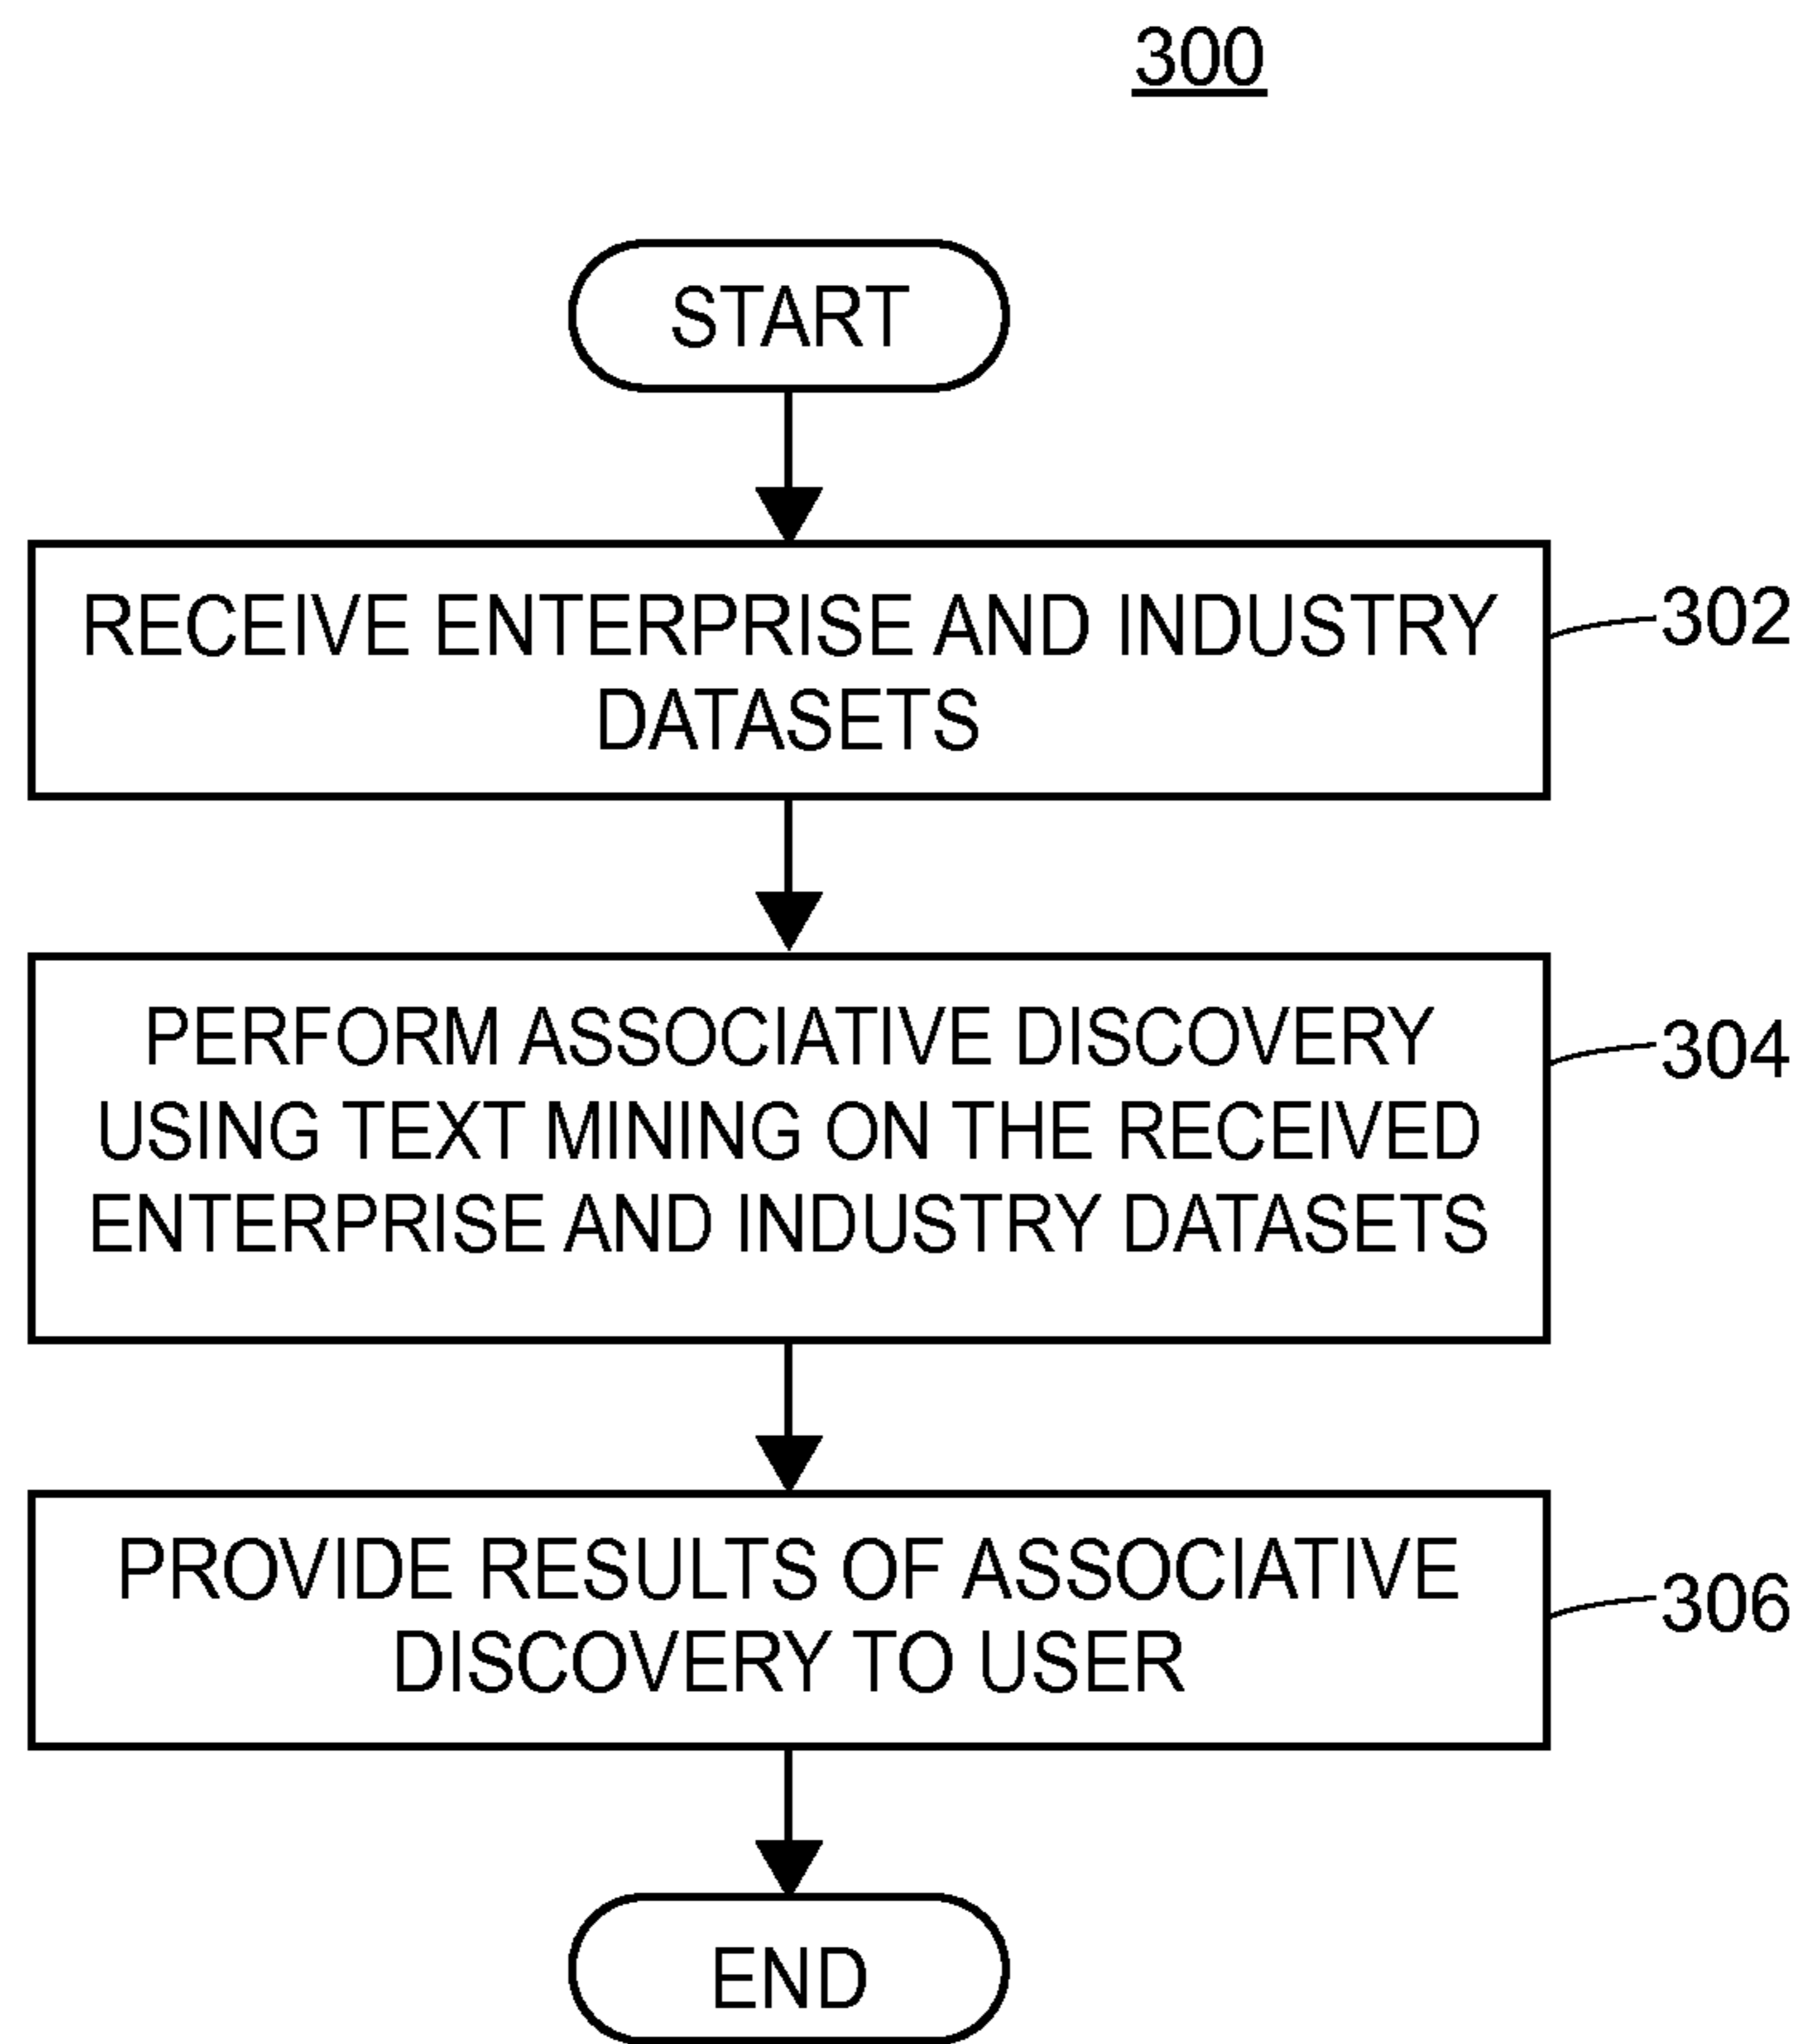 300
START
RECEIVE ENTERPRISE AND INDUSTRY
DATASETS
302
PERFORM ASSOCIATIVE DISCOVERY
USING TEXT MINING ON THE RECEIVED
ENTERPRISE AND INDUSTRY DATASETS
304
PROVIDE RESULTS OF ASSOCIATIVE
DISCOVERY TO USER
306
END